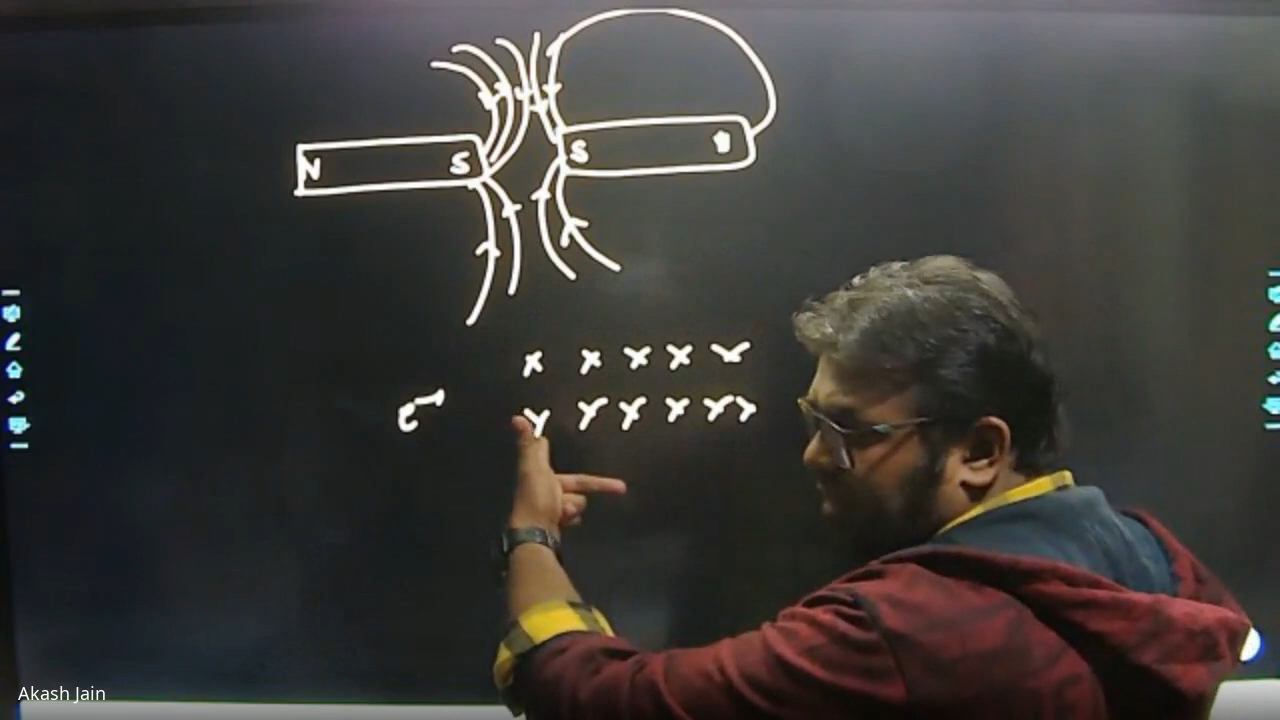 N S S
× × × × ×
e⁻ × × × × × ×
Akash Jain